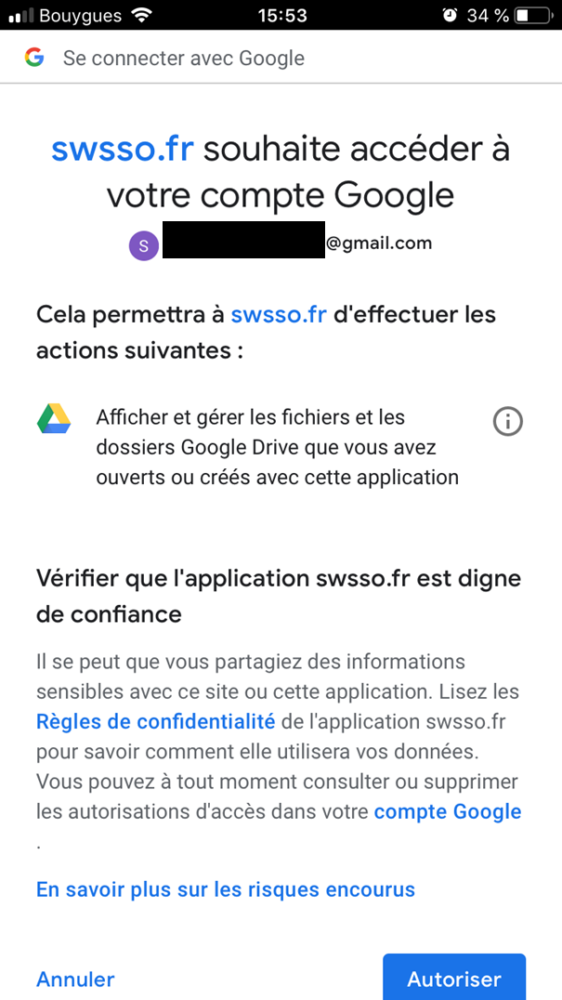 Bouygues 15:53 34 %
Se connecter avec Google
swsso.fr souhaite accéder à
votre compte Google
S @gmail.com
Cela permettra à swsso.fr d'effectuer les
actions suivantes :
Afficher et gérer les fichiers et les
dossiers Google Drive que vous avez
ouverts ou créés avec cette application
Vérifier que l'application swsso.fr est digne
de confiance
Il se peut que vous partagiez des informations
sensibles avec ce site ou cette application. Lisez les
Règles de confidentialité de l'application swsso.fr
pour savoir comment elle utilisera vos données.
Vous pouvez à tout moment consulter ou supprimer
les autorisations d'accès dans votre compte Google
.
En savoir plus sur les risques encourus
Annuler Autoriser